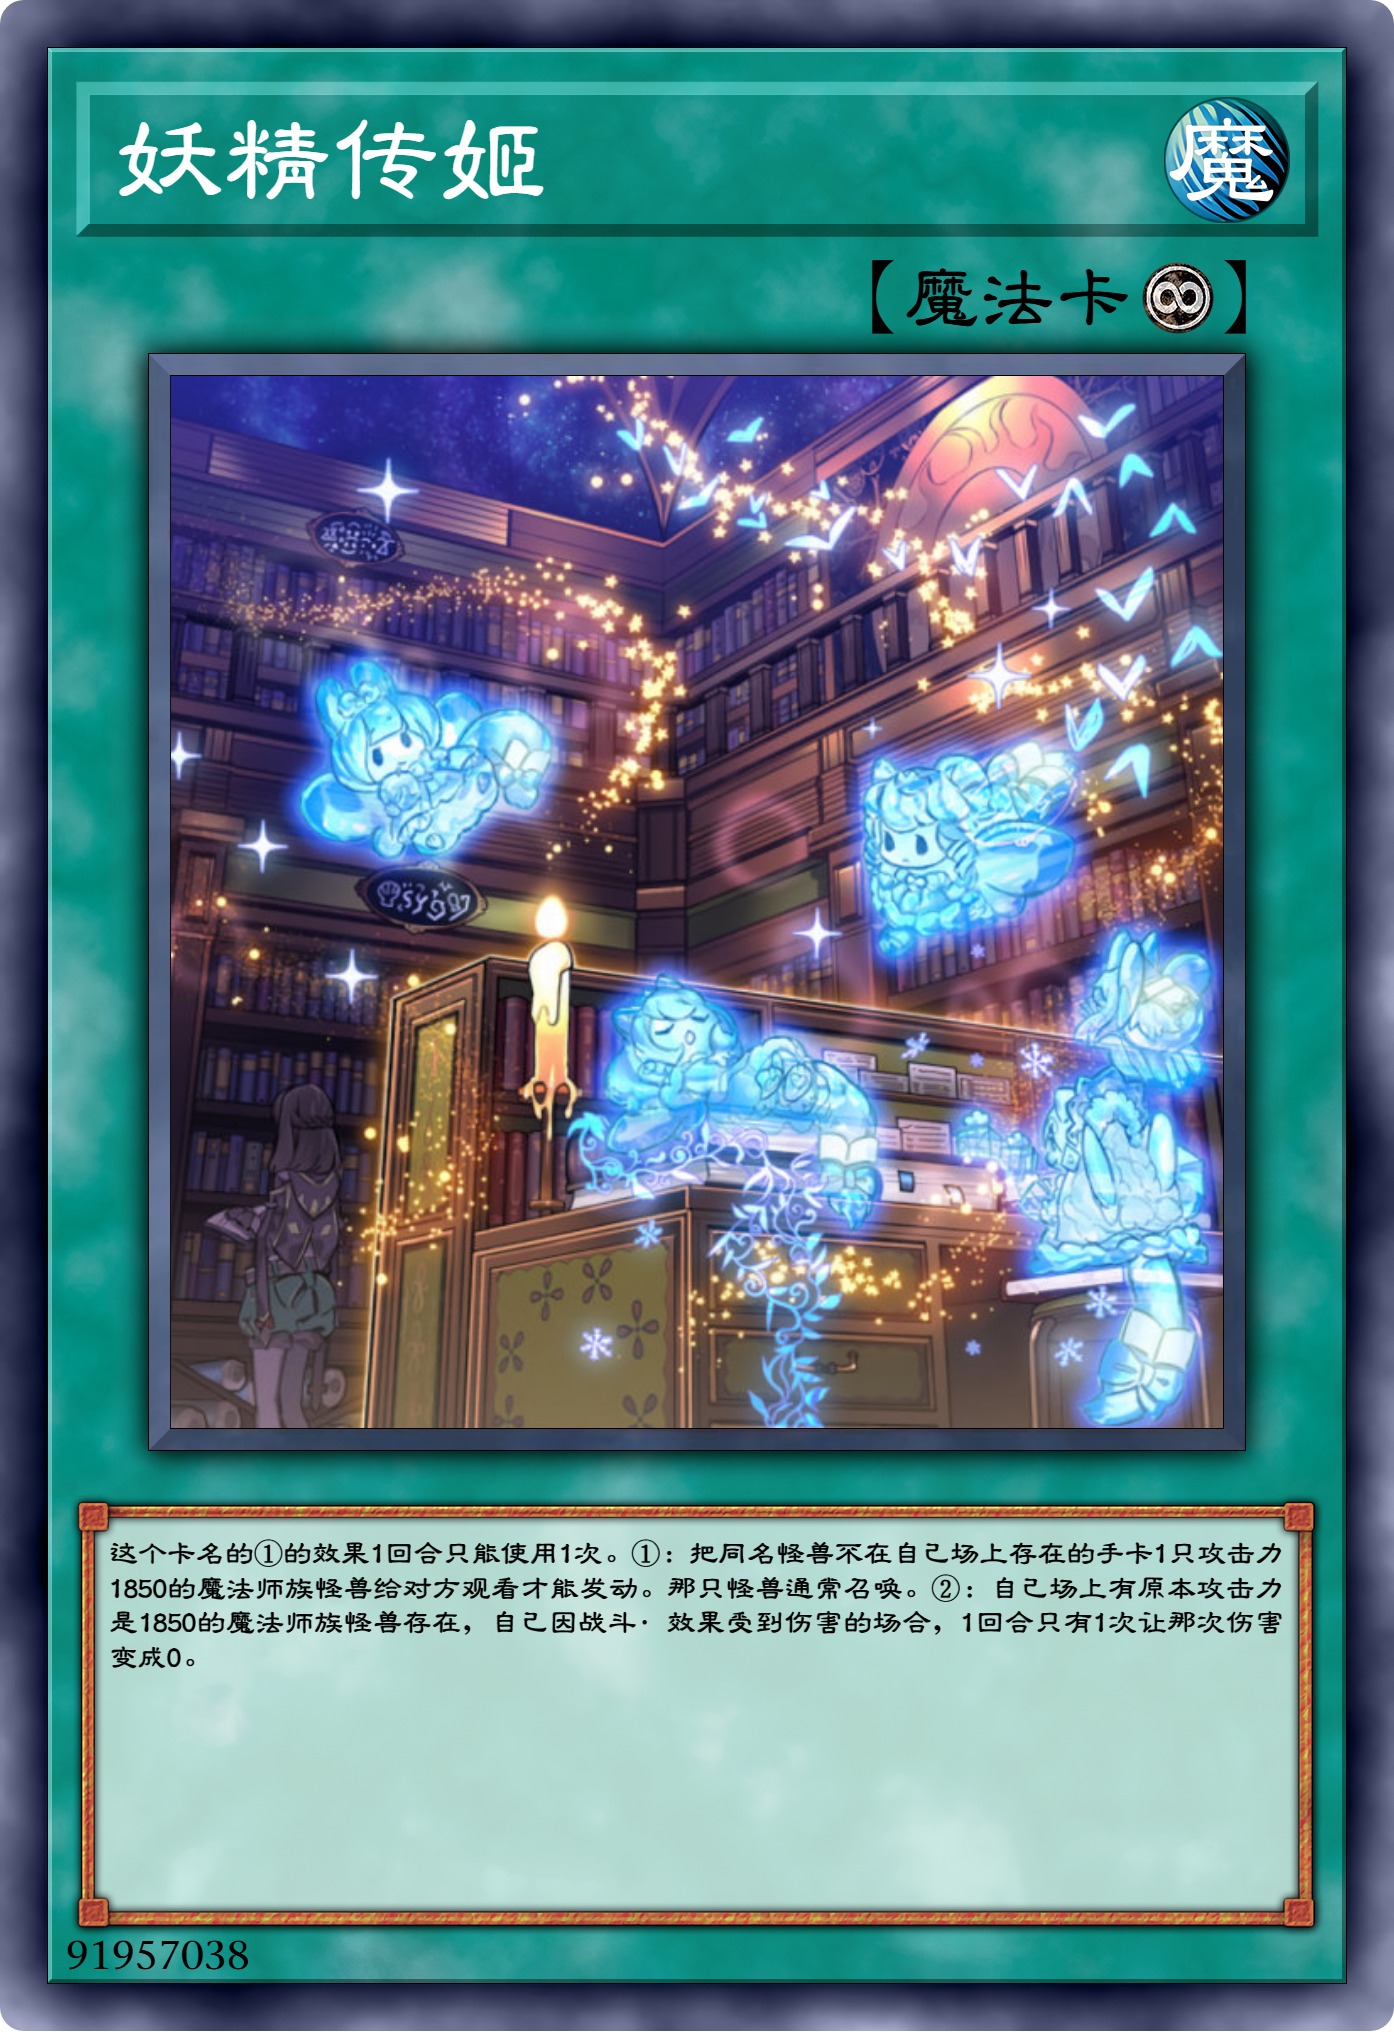 妖精传姬
魔
【魔法卡】
这个卡名的①的效果1回合只能使用1次。①：把同名怪兽不在自己场上存在的手卡1只攻击力
1850的魔法师族怪兽给对方观看才能发动。那只怪兽通常召唤。②：自己场上有原本攻击力
是1850的魔法师族怪兽存在，自己因战斗·效果受到伤害的场合，1回合只有1次让那次伤害
变成0。
91957038